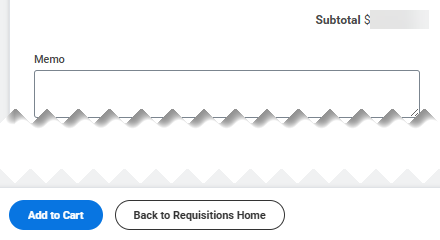 Subtotal $
Memo
Add to Cart
Back to Requisitions Home